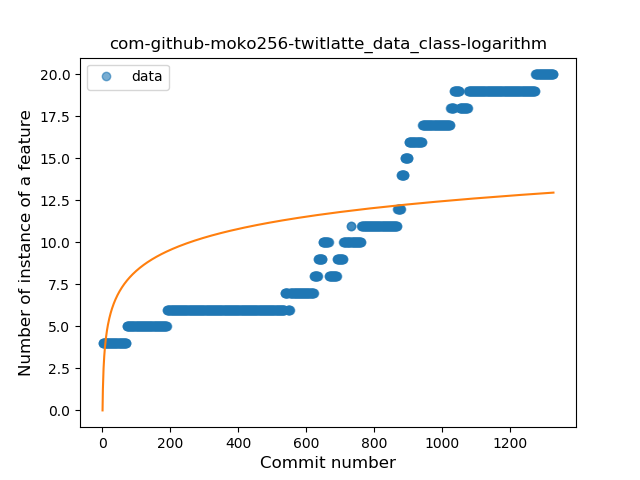 com-github-moko256-twitlatte_data_class-logarithm
data
Number of instance of a feature
20.0
17.5
15.0
12.5
10.0
7.5
5.0
2.5
0.0
0 200 400 600 800 1000 1200
Commit number